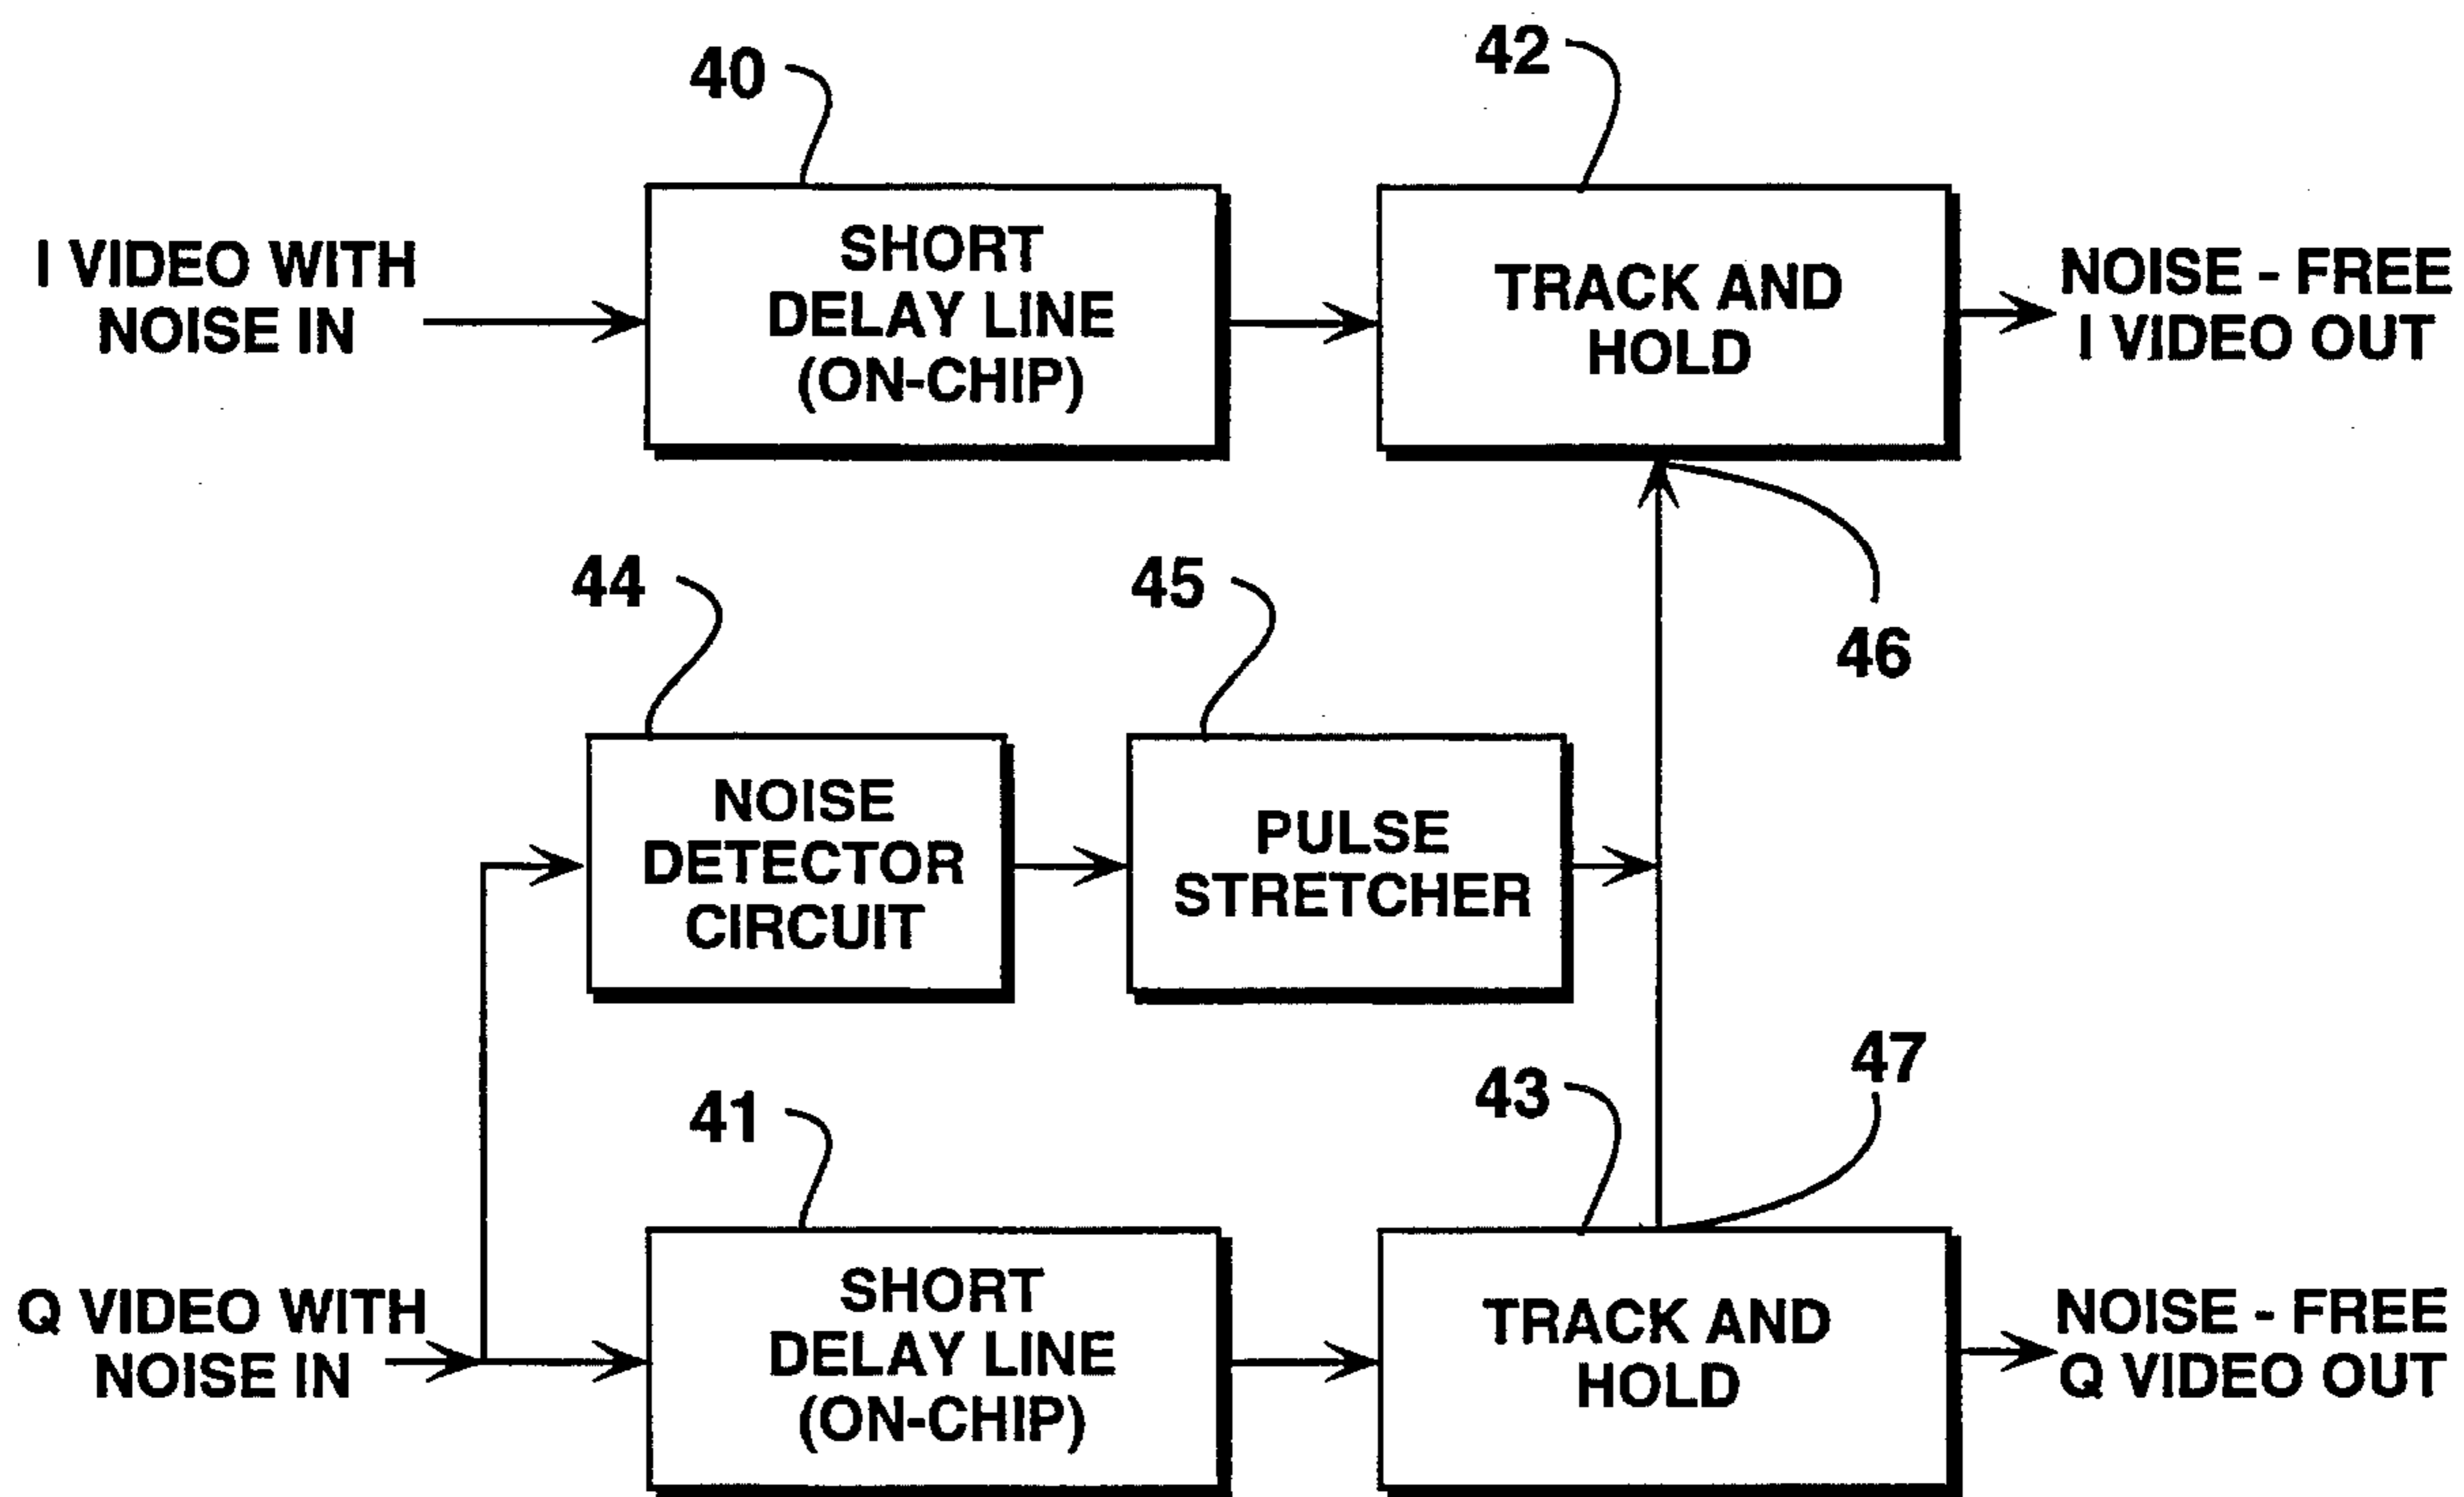 40
42
I VIDEO WITH
NOISE IN
SHORT
DELAY LINE
(ON-CHIP)
TRACK AND
HOLD
NOISE - FREE
I VIDEO OUT
44
45
46
NOISE
DETECTOR
CIRCUIT
PULSE
STRETCHER
41
43
47
Q VIDEO WITH
NOISE IN
SHORT
DELAY LINE
(ON-CHIP)
TRACK AND
HOLD
NOISE - FREE
Q VIDEO OUT